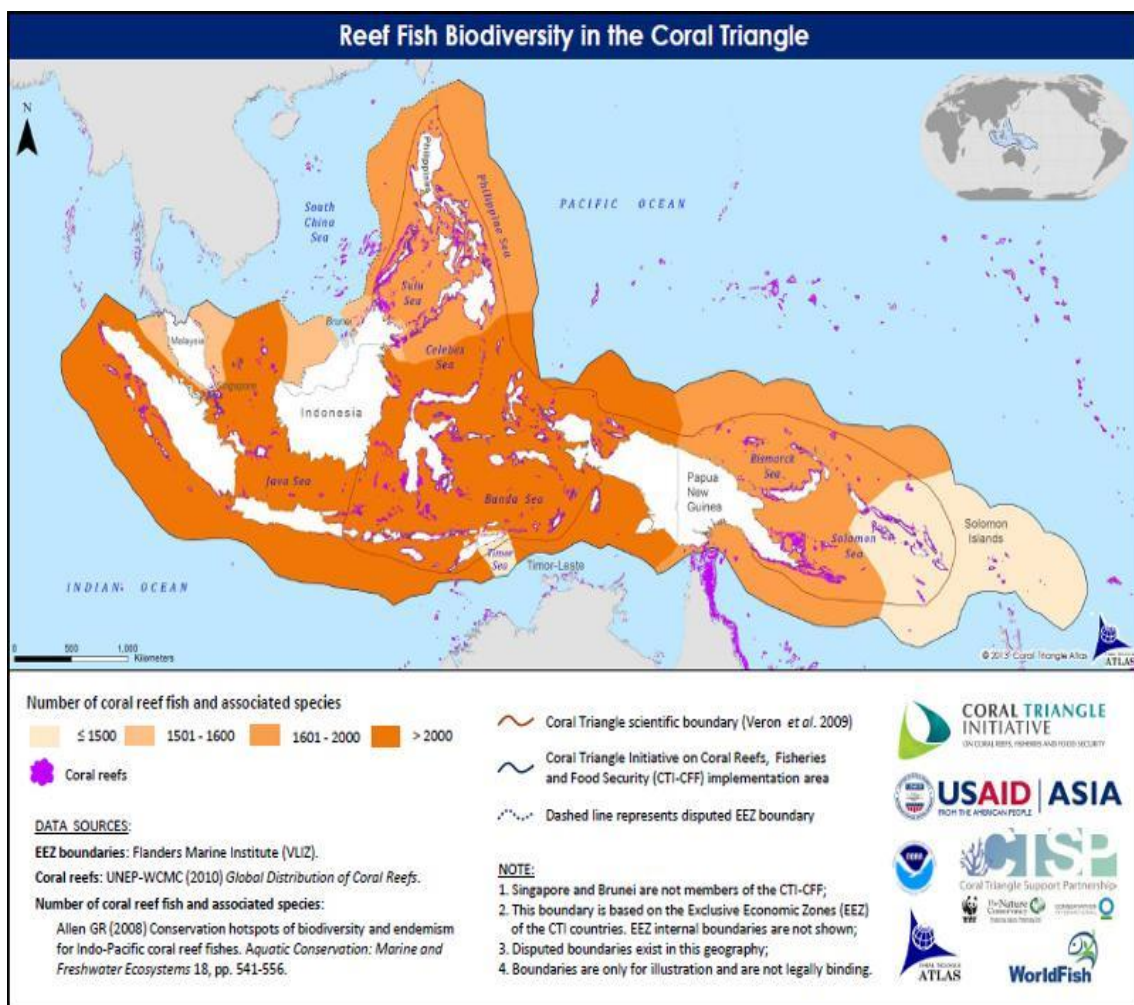 Reef Fish Biodiversity in the Coral Triangle
N
PACIFIC OCEAN
South
China
Sea
Philippines
Philippine Sea
Sulu
Sea
Brunei
Malaysia
Singapore
Celebes
Sea
Indonesia
Java Sea
Banda Sea
Timor
Sea
Timor-Leste
Papua
New
Guinea
Bismarck
Sea
Solomon
Sea
Solomon
Islands
INDIAN OCEAN
0 500 1,000
Kilometers
© 2013 Coral Triangle Atlas
ATLAS
Number of coral reef fish and associated species
≤ 1500 1501 - 1600 1601 - 2000 > 2000
Coral reefs
DATA SOURCES:
EEZ boundaries: Flanders Marine Institute (VLIZ).
Coral reefs: UNEP-WCMC (2010) Global Distribution of Coral Reefs.
Number of coral reef fish and associated species:
Allen GR (2008) Conservation hotspots of biodiversity and endemism
for Indo-Pacific coral reef fishes. Aquatic Conservation: Marine and
Freshwater Ecosystems 18, pp. 541-556.
Coral Triangle scientific boundary (Veron et al. 2009)
Coral Triangle Initiative on Coral Reefs, Fisheries
and Food Security (CTI-CFF) implementation area
Dashed line represents disputed EEZ boundary
NOTE:
1. Singapore and Brunei are not members of the CTI-CFF;
2. This boundary is based on the Exclusive Economic Zones (EEZ)
of the CTI countries. EEZ internal boundaries are not shown;
3. Disputed boundaries exist in this geography;
4. Boundaries are only for illustration and are not legally binding.
CORAL TRIANGLE
INITIATIVE
ON CORAL REEFS, FISHERIES AND FOOD SECURITY
USAID | ASIA
FROM THE AMERICAN PEOPLE
NOAA
CTSP
Coral Triangle Support Partnership
WWF
The Nature
Conservancy
CONSERVATION
INTERNATIONAL
CORAL TRIANGLE
ATLAS
WorldFish